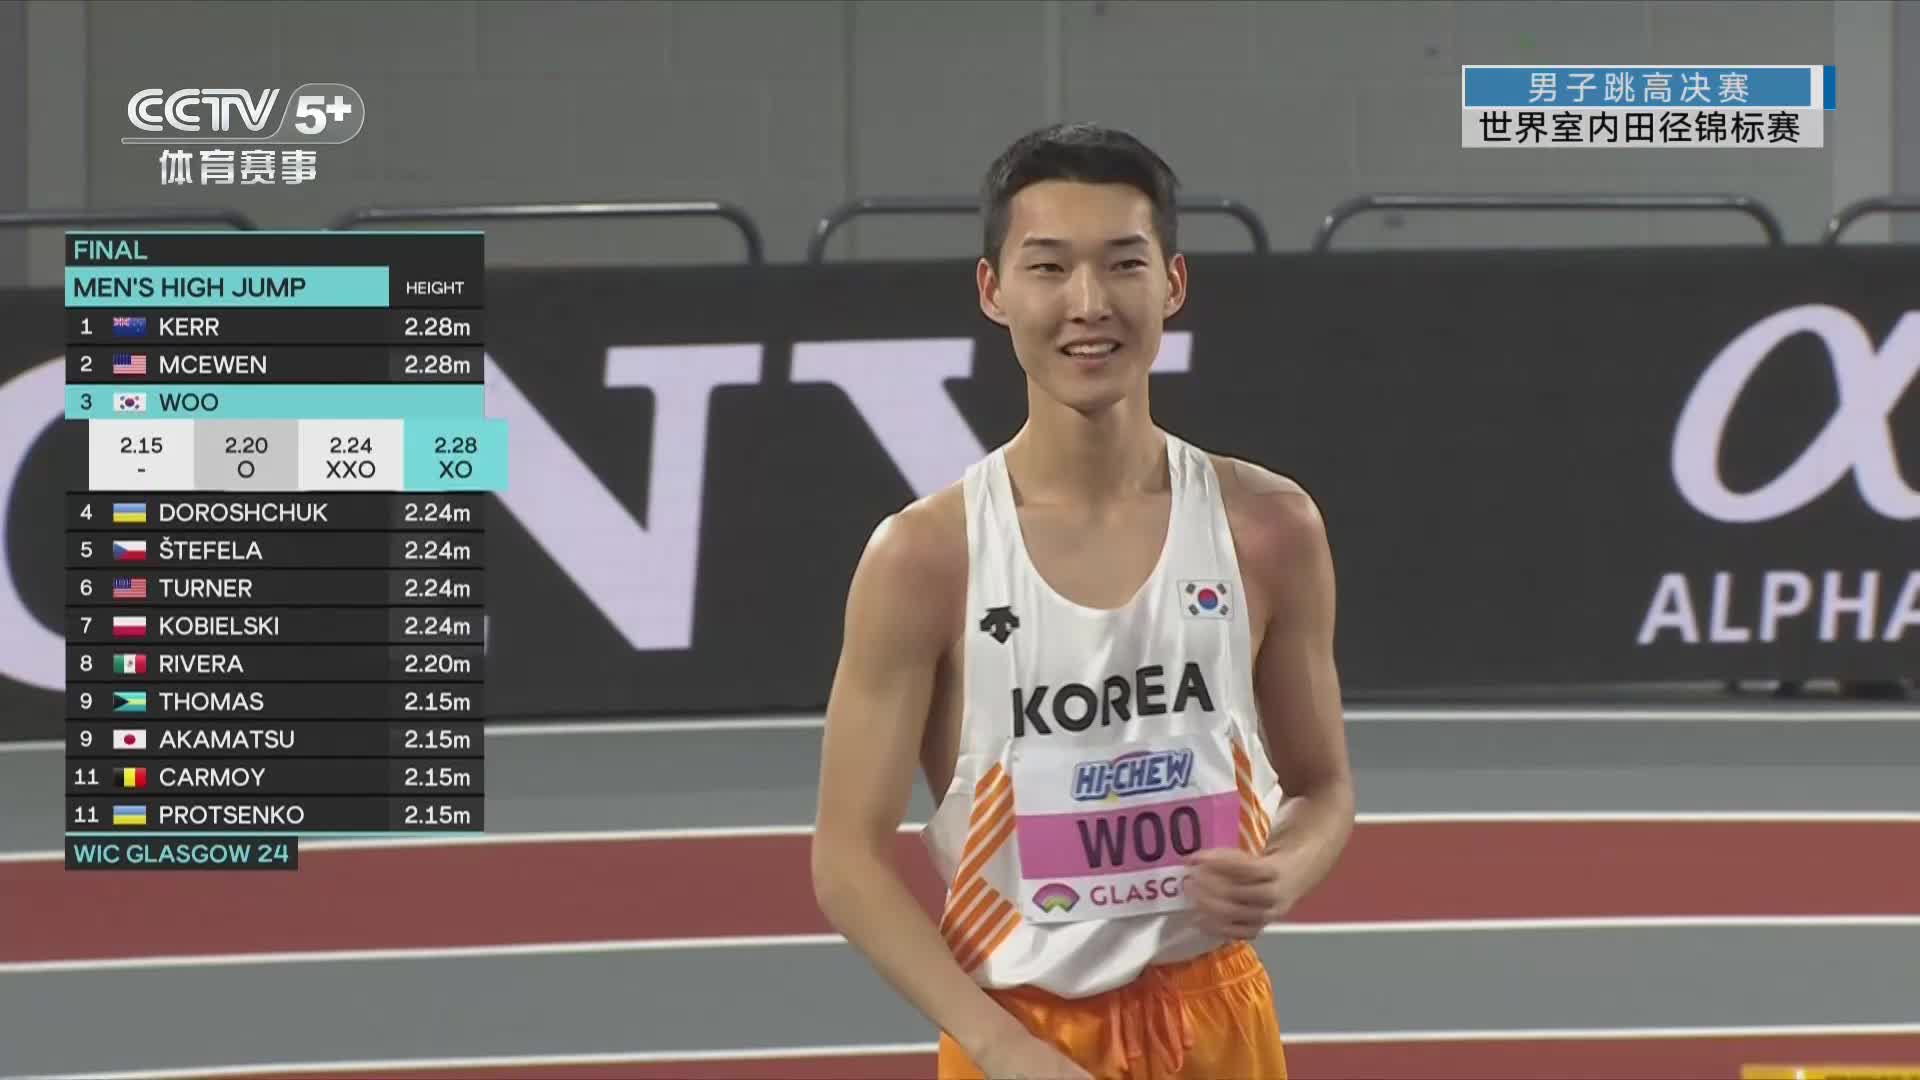 CCTV 5+
体育赛事
男子跳高决赛
世界室内田径锦标赛
FINAL
MEN'S HIGH JUMP HEIGHT
1 KERR 2.28m
2 MCEWEN 2.28m
3 WOO
2.15 2.20 2.24 2.28
- O XXO XO
4 DOROSHCHUK 2.24m
5 ŠTEFELA 2.24m
6 TURNER 2.24m
7 KOBIELSKI 2.24m
8 RIVERA 2.20m
9 THOMAS 2.15m
9 AKAMATSU 2.15m
11 CARMOY 2.15m
11 PROTSENKO 2.15m
WIC GLASGOW 24
KOREA
HI-CHEW
WOO
GLASGO
NY
α
ALPHA